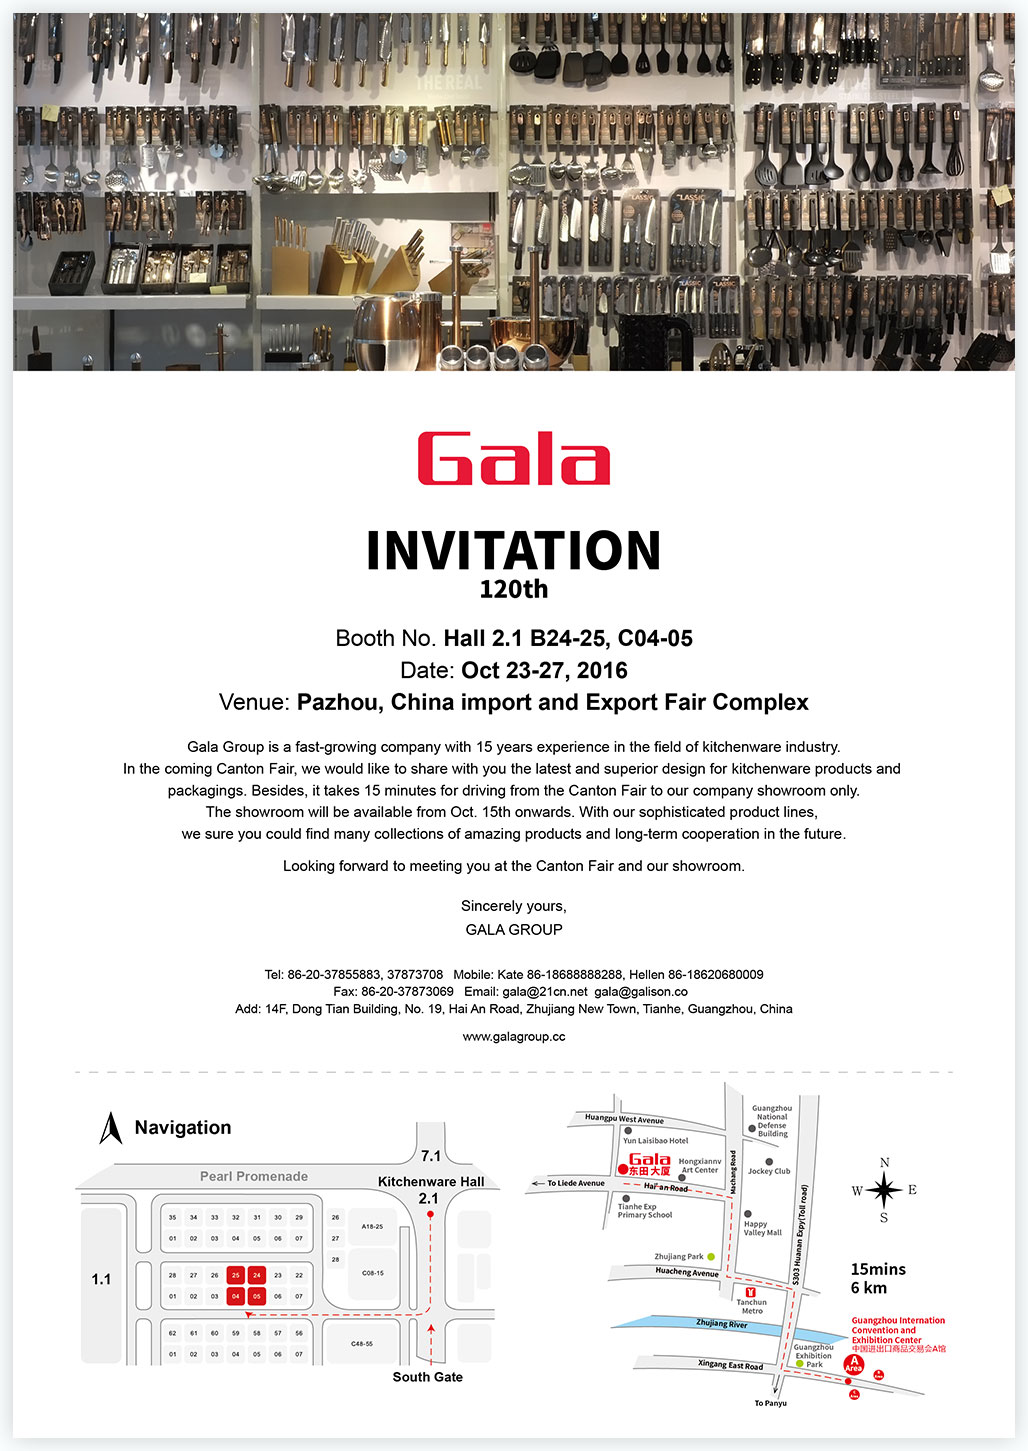 THE REAL
CLASSIC
CLASSIC
Gala
INVITATION
120th
Booth No. Hall 2.1 B24-25, C04-05
Date: Oct 23-27, 2016
Venue: Pazhou, China import and Export Fair Complex
Gala Group is a fast-growing company with 15 years experience in the field of kitchenware industry.
In the coming Canton Fair, we would like to share with you the latest and superior design for kitchenware products and
packagings. Besides, it takes 15 minutes for driving from the Canton Fair to our company showroom only.
The showroom will be available from Oct. 15th onwards. With our sophisticated product lines,
we sure you could find many collections of amazing products and long-term cooperation in the future.
Looking forward to meeting you at the Canton Fair and our showroom.
Sincerely yours,
GALA GROUP
Tel: 86-20-37855883, 37873708 Mobile: Kate 86-18688888288, Hellen 86-18620680009
Fax: 86-20-37873069 Email: gala@21cn.net gala@galison.co
Add: 14F, Dong Tian Building, No. 19, Hai An Road, Zhujiang New Town, Tianhe, Guangzhou, China
www.galagroup.cc
Navigation
7.1
Pearl Promenade
Kitchenware Hall
2.1
35 34 33 32 31 30 29
01 02 03 04 05 06 07
26
27
28
A18-25
C08-15
1.1
28 27 26 25 24 23 22
01 02 03 04 05 06 07
62 61 60 59 58 57 56
01 02 03 04 05 06 07
C48-55
South Gate
Huangpu West Avenue
Guangzhou
National
Defense
Building
Yun Laisibao Hotel
Gala
东田大厦
Hongxiannv
Art Center
Machang Road
Jockey Club
To Liede Avenue
Hai'an Road
Tianhe Exp
Primary School
Happy
Valley Mall
S303 Huanan Expy(Toll road)
N
W
E
S
Zhujiang Park
Huacheng Avenue
Tanchun
Metro
15mins
6 km
Zhujiang River
Guangzhou Internation
Convention and
Exhibition Center
中国进出口商品交易会A馆
Guangzhou
Exhibition
Park
A
Area
B
Area
C
Area
Xingang East Road
To Panyu